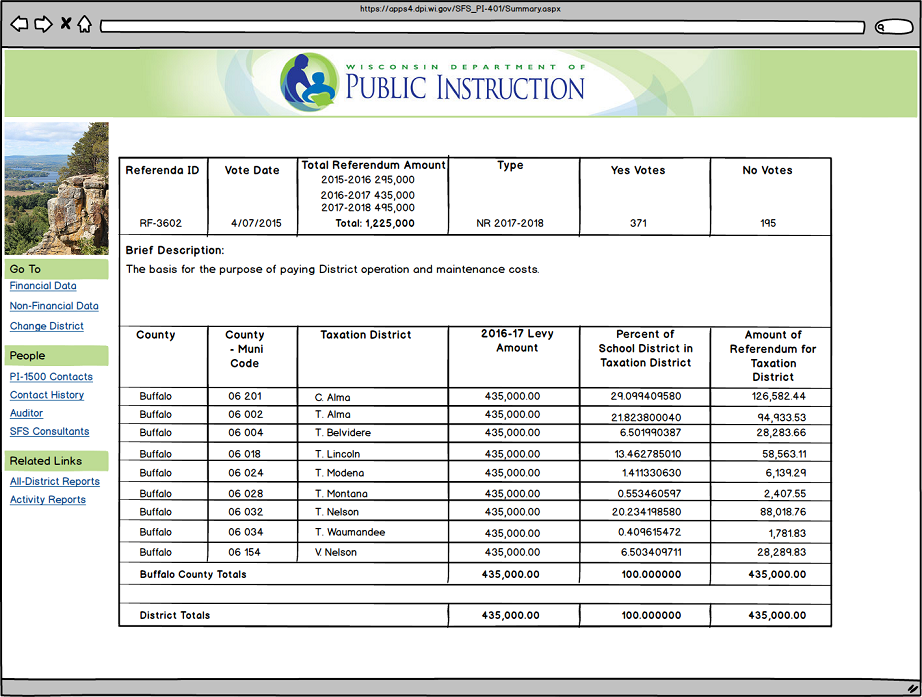 https://apps4.dpi.wi.gov/SFS_PI-401/Summary.aspx
WISCONSIN DEPARTMENT OF
PUBLIC INSTRUCTION
Go To
Financial Data
Non-Financial Data
Change District
People
PI-1500 Contacts
Contact History
Auditor
SFS Consultants
Related Links
All-District Reports
Activity Reports
Referenda ID Vote Date Total Referendum Amount Type Yes Votes No Votes
2015-2016 295,000
2016-2017 435,000
2017-2018 495,000
RF-3602 4/07/2015 Total: 1,225,000 NR 2017-2018 371 195
Brief Description:
The basis for the purpose of paying District operation and maintenance costs.
County County - Muni Code Taxation District 2016-17 Levy Amount Percent of School District in Taxation District Amount of Referendum for Taxation District
Buffalo 06 201 C. Alma 435,000.00 29.099409580 126,582.44
Buffalo 06 002 T. Alma 435,000.00 21.823800040 94,933.53
Buffalo 06 004 T. Belvidere 435,000.00 6.501990387 28,283.66
Buffalo 06 018 T. Lincoln 435,000.00 13.462785010 58,563.11
Buffalo 06 024 T. Modena 435,000.00 1.411330630 6,139.29
Buffalo 06 028 T. Montana 435,000.00 0.553460597 2,407.55
Buffalo 06 032 T. Nelson 435,000.00 20.234198580 88,018.76
Buffalo 06 034 T. Waumandee 435,000.00 0.409615472 1,781.83
Buffalo 06 154 V. Nelson 435,000.00 6.503409711 28,289.83
Buffalo County Totals 435,000.00 100.000000 435,000.00
District Totals 435,000.00 100.000000 435,000.00